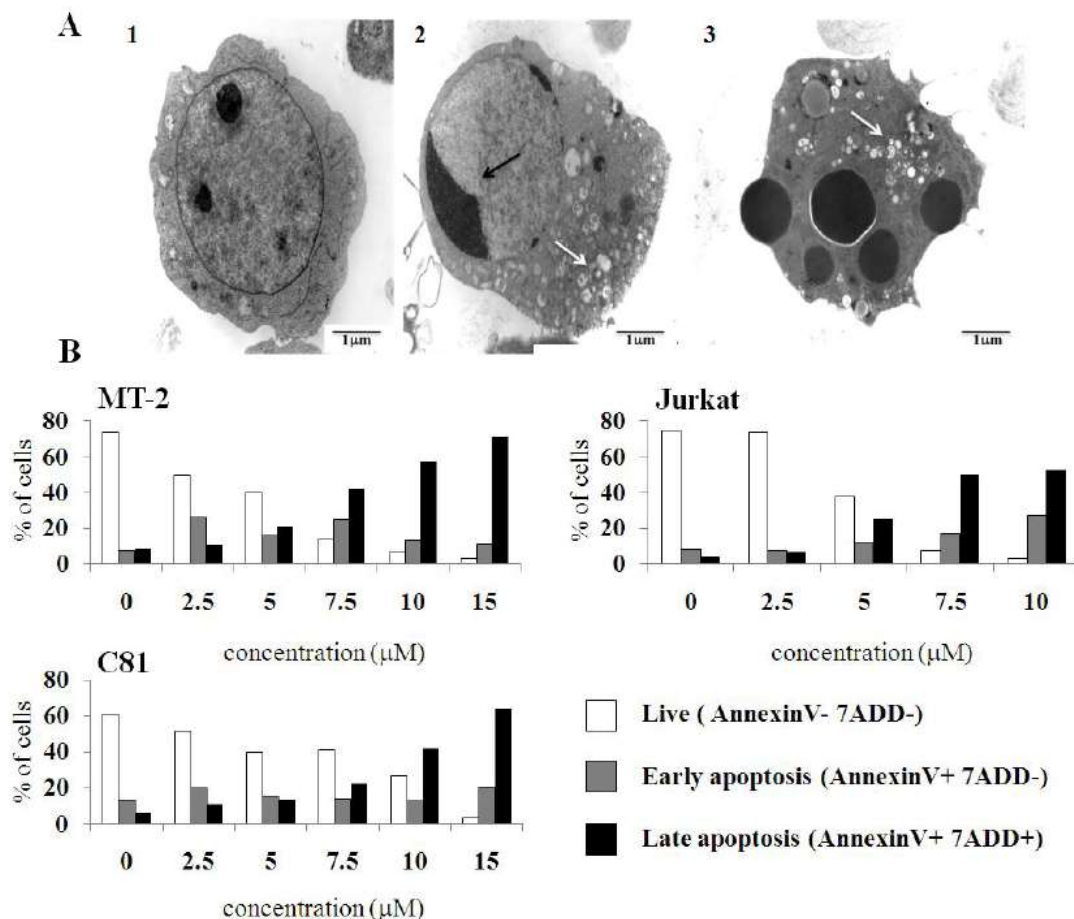 A
1
2
3
1µm
1µm
1µm
B
MT-2
% of cells
80
60
40
20
0
0 2.5 5 7.5 10 15
concentration (µM)
Jurkat
% of cells
80
60
40
20
0
0 2.5 5 7.5 10
concentration (µM)
C81
% of cells
80
60
40
20
0
0 2.5 5 7.5 10 15
concentration (µM)
Live ( AnnexinV- 7ADD-)
Early apoptosis (AnnexinV+ 7ADD-)
Late apoptosis (AnnexinV+ 7ADD+)